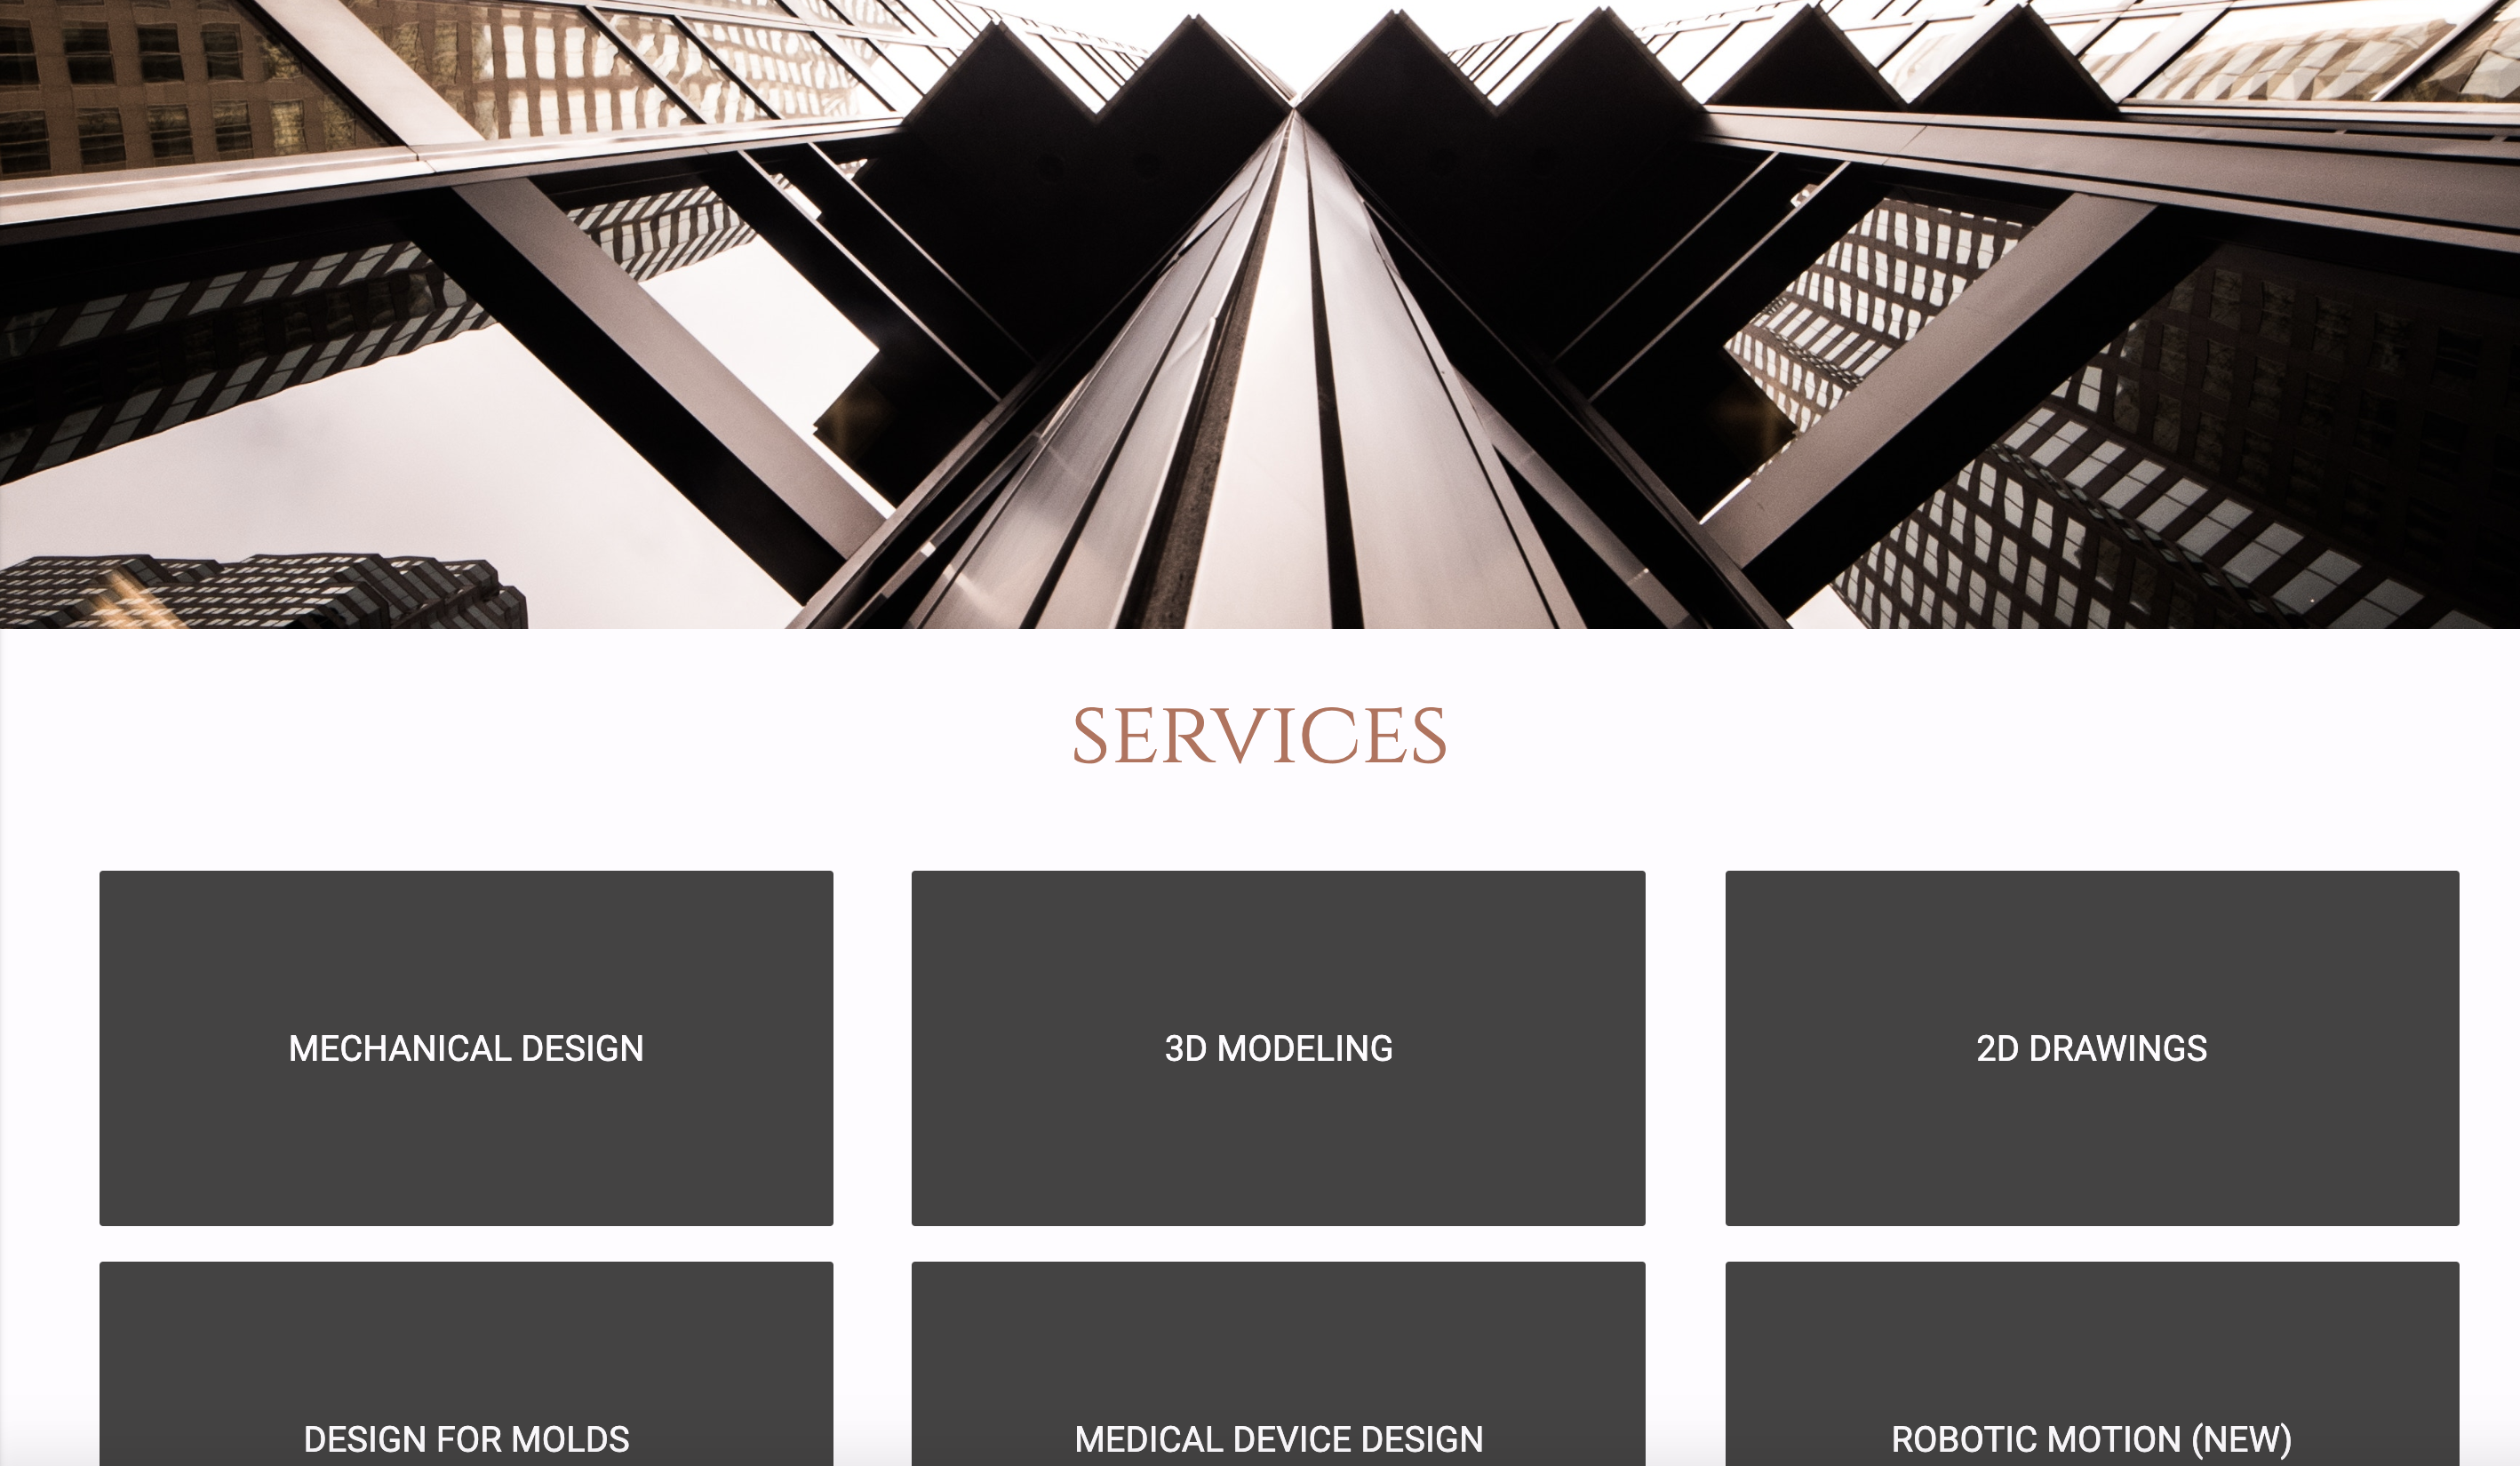 SERVICES
MECHANICAL DESIGN
3D MODELING
2D DRAWINGS
DESIGN FOR MOLDS
MEDICAL DEVICE DESIGN
ROBOTIC MOTION (NEW)